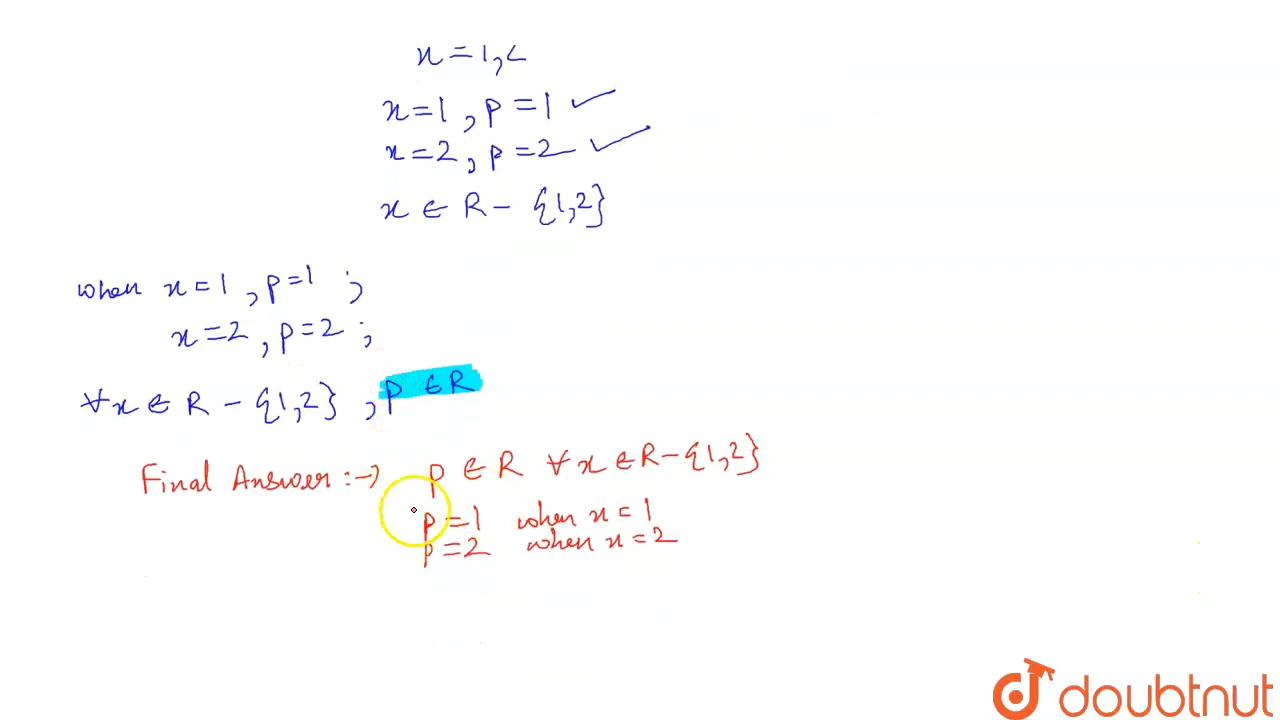 x = 1, 2
x = 1, p = 1 ✓
x = 2, p = 2 ✓
x ∈ R - {1,2}
when x = 1, p = 1 ;
x = 2, p = 2 ;
∀ x ∈ R - {1,2} , p ∈ R
Final Answer :→ p ∈ R ∀ x ∈ R - {1,2}
p = 1 when x = 1
p = 2 when x = 2
doubtnut